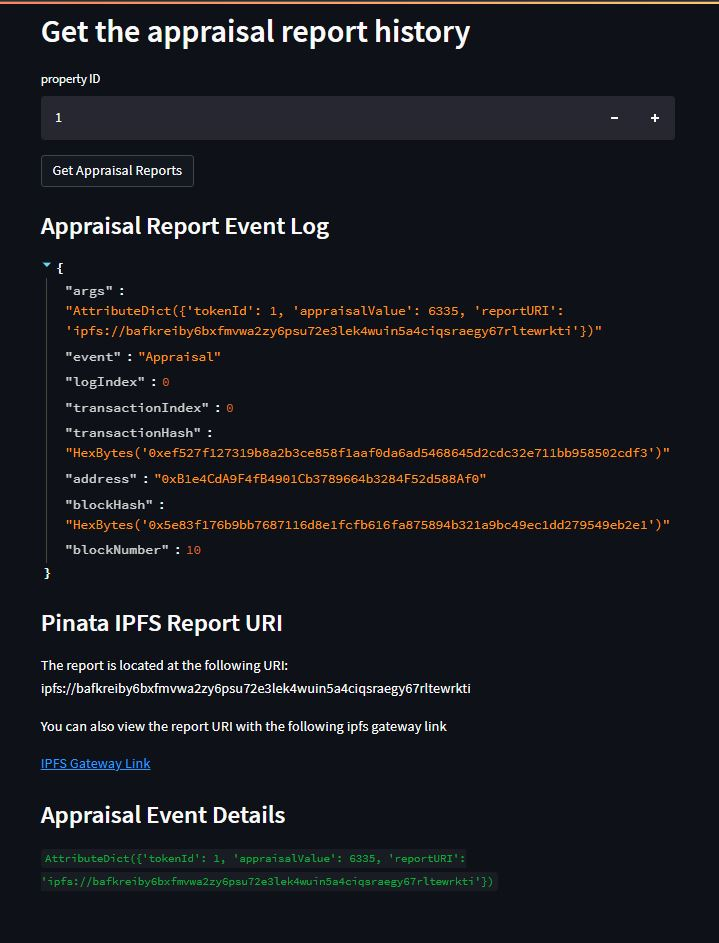 Get the appraisal report history
property ID
1 - +
Get Appraisal Reports
Appraisal Report Event Log
{
"args" :
"AttributeDict({'tokenId': 1, 'appraisalValue': 6335, 'reportURI':
'ipfs://bafkreiby6bxfmvwa2zy6psu72e3lek4wuin5a4ciqsraegy67rltewrkti'})"
"event" : "Appraisal"
"logIndex" : 0
"transactionIndex" : 0
"transactionHash" :
"HexBytes('0xef527f127319b8a2b3ce858f1aaf0da6ad5468645d2cdc32e711bb958502cdf3')"
"address" : "0xB1e4CdA9F4fB4901Cb3789664b3284F52d588Af0"
"blockHash" :
"HexBytes('0x5e83f176b9bb7687116d8e1fcfb616fa875894b321a9bc49ec1dd279549eb2e1')"
"blockNumber" : 10
}
Pinata IPFS Report URI
The report is located at the following URI:
ipfs://bafkreiby6bxfmvwa2zy6psu72e3lek4wuin5a4ciqsraegy67rltewrkti
You can also view the report URI with the following ipfs gateway link
IPFS Gateway Link
Appraisal Event Details
AttributeDict({'tokenId': 1, 'appraisalValue': 6335, 'reportURI':
'ipfs://bafkreiby6bxfmvwa2zy6psu72e3lek4wuin5a4ciqsraegy67rltewrkti'})